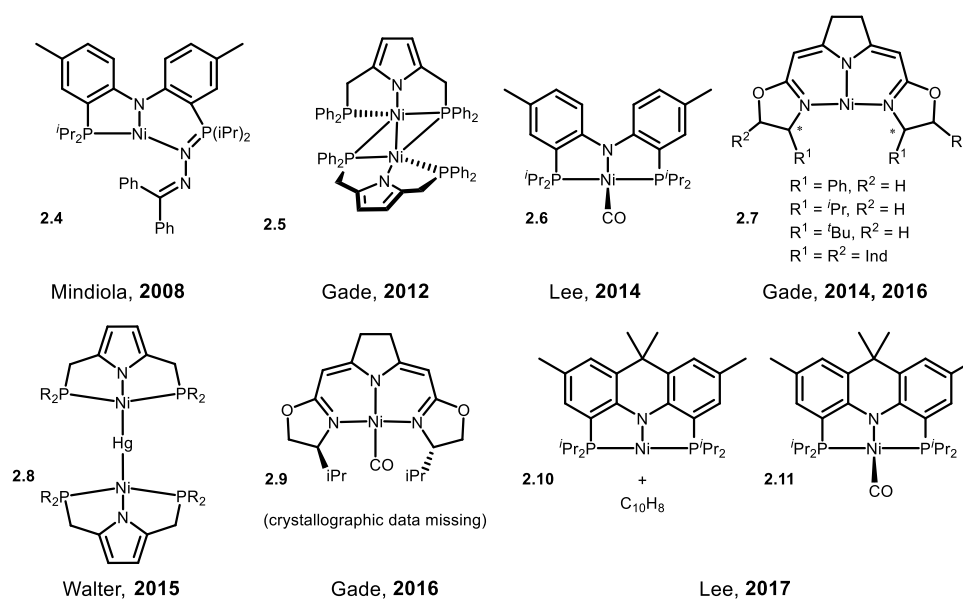 N
iPr2P
Ni
P(iPr)2
N
Ph
N
Ph
2.4
Mindiola, 2008
N
Ph2P
Ni
PPh2
Ph2P
Ni
PPh2
N
2.5
Gade, 2012
N
iPr2P
Ni
PiPr2
CO
2.6
Lee, 2014
N
O
N
Ni
N
O
R2
*
*
R2
R1
R1
2.7
R1 = Ph, R2 = H
R1 = iPr, R2 = H
R1 = tBu, R2 = H
R1 = R2 = Ind
Gade, 2014, 2016
N
R2P
Ni
PR2
Hg
2.8
Ni
R2P
PR2
N
Walter, 2015
N
O
N
Ni
N
O
iPr
CO
iPr
2.9
(crystallographic data missing)
Gade, 2016
N
iPr2P
Ni
PiPr2
2.10
+
C10H8
N
iPr2P
Ni
PiPr2
2.11
CO
Lee, 2017